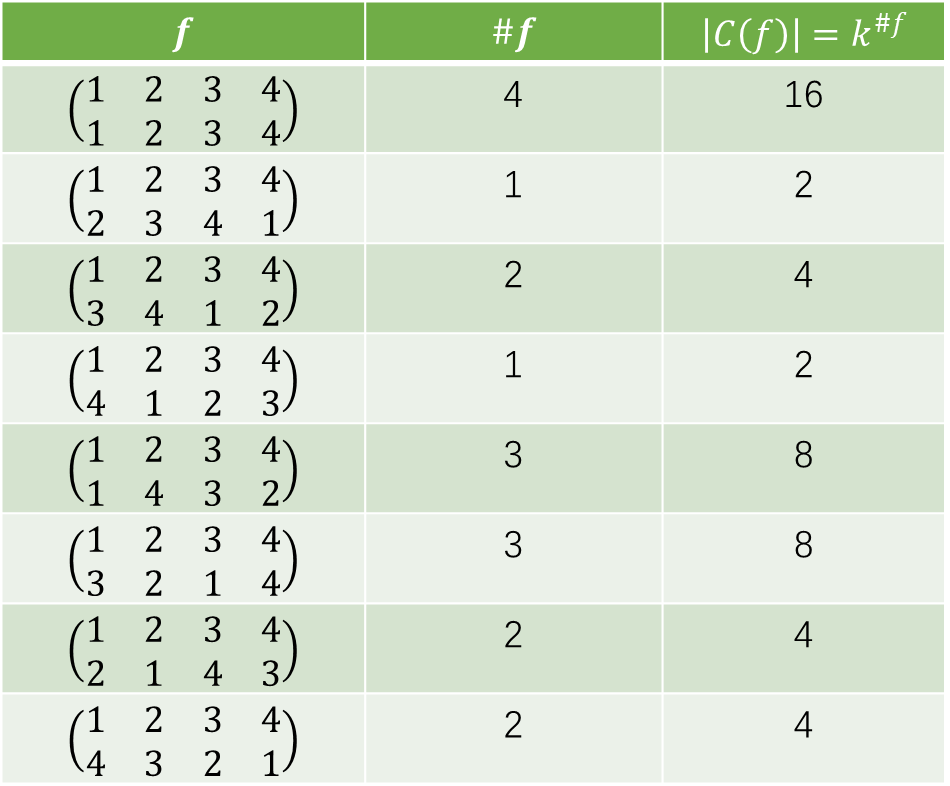 f #f |C(f)| = k^{#f}
(1 2 3 4
1 2 3 4) 4 16
(1 2 3 4
2 3 4 1) 1 2
(1 2 3 4
3 4 1 2) 2 4
(1 2 3 4
4 1 2 3) 1 2
(1 2 3 4
1 4 3 2) 3 8
(1 2 3 4
3 2 1 4) 3 8
(1 2 3 4
2 1 4 3) 2 4
(1 2 3 4
4 3 2 1) 2 4